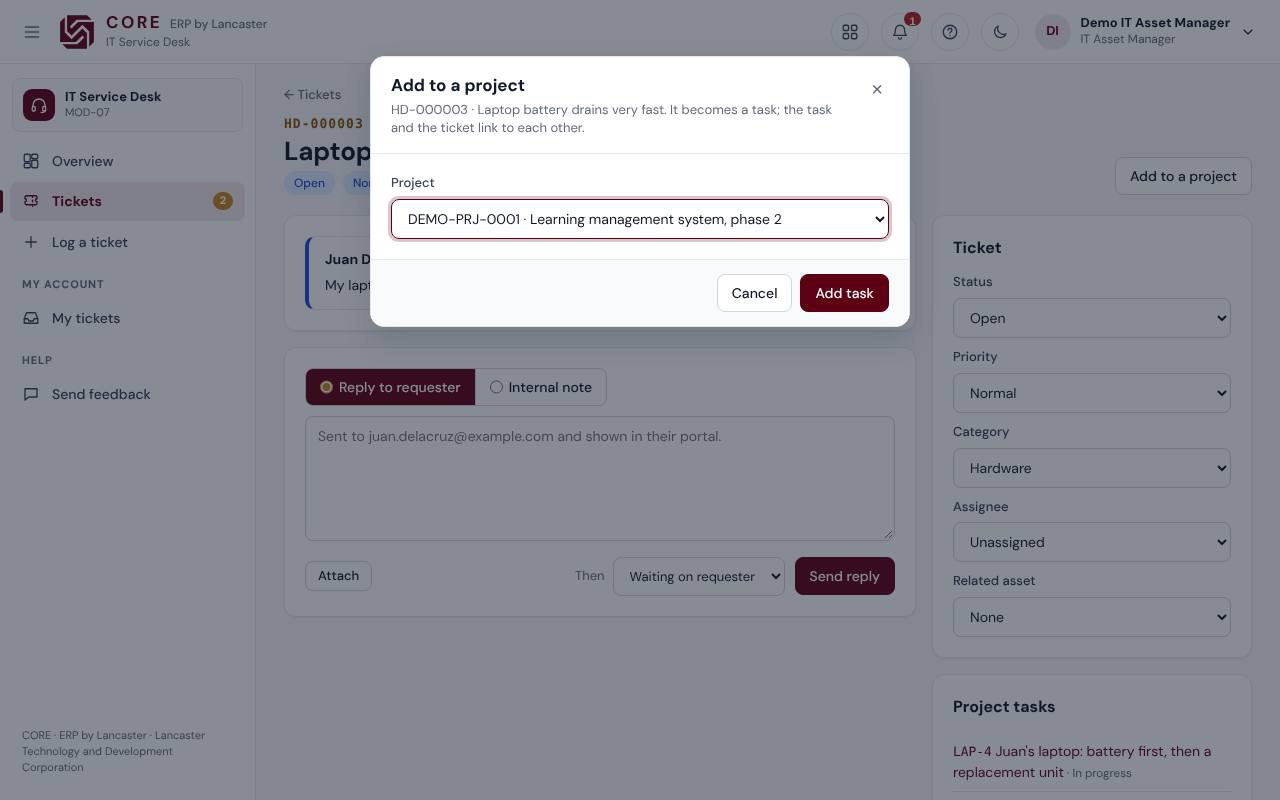 CORE ERP by Lancaster
IT Service Desk
1
DI
Demo IT Asset Manager
IT Asset Manager
IT Service Desk
MOD-07
Overview
Tickets 2
Log a ticket
MY ACCOUNT
My tickets
HELP
Send feedback
CORE · ERP by Lancaster · Lancaster
Technology and Development
Corporation
← Tickets
HD-000003
Laptop
Open
Add to a project
Add to a project
HD-000003 · Laptop battery drains very fast. It becomes a task; the task
and the ticket link to each other.
Project
DEMO-PRJ-0001 · Learning management system, phase 2
Cancel Add task
Juan D
My lapt
Reply to requester Internal note
Sent to juan.delacruz@example.com and shown in their portal.
Attach Then Waiting on requester Send reply
Ticket
Status
Open
Priority
Normal
Category
Hardware
Assignee
Unassigned
Related asset
None
Project tasks
LAP-4 Juan's laptop: battery first, then a
replacement unit · In progress